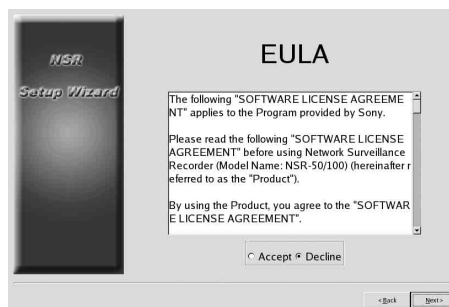 NSR
Setup Wizard
EULA
The following "SOFTWARE LICENSE AGREEME
NT" applies to the Program provided by Sony.
Please read the following "SOFTWARE LICENSE
AGREEMENT" before using Network Surveillance
Recorder (Model Name: NSR-50/100) (hereinafter r
eferred to as the "Product").
By using the Product, you agree to the "SOFTWAR
E LICENSE AGREEMENT".
Accept Decline
< Back Next >